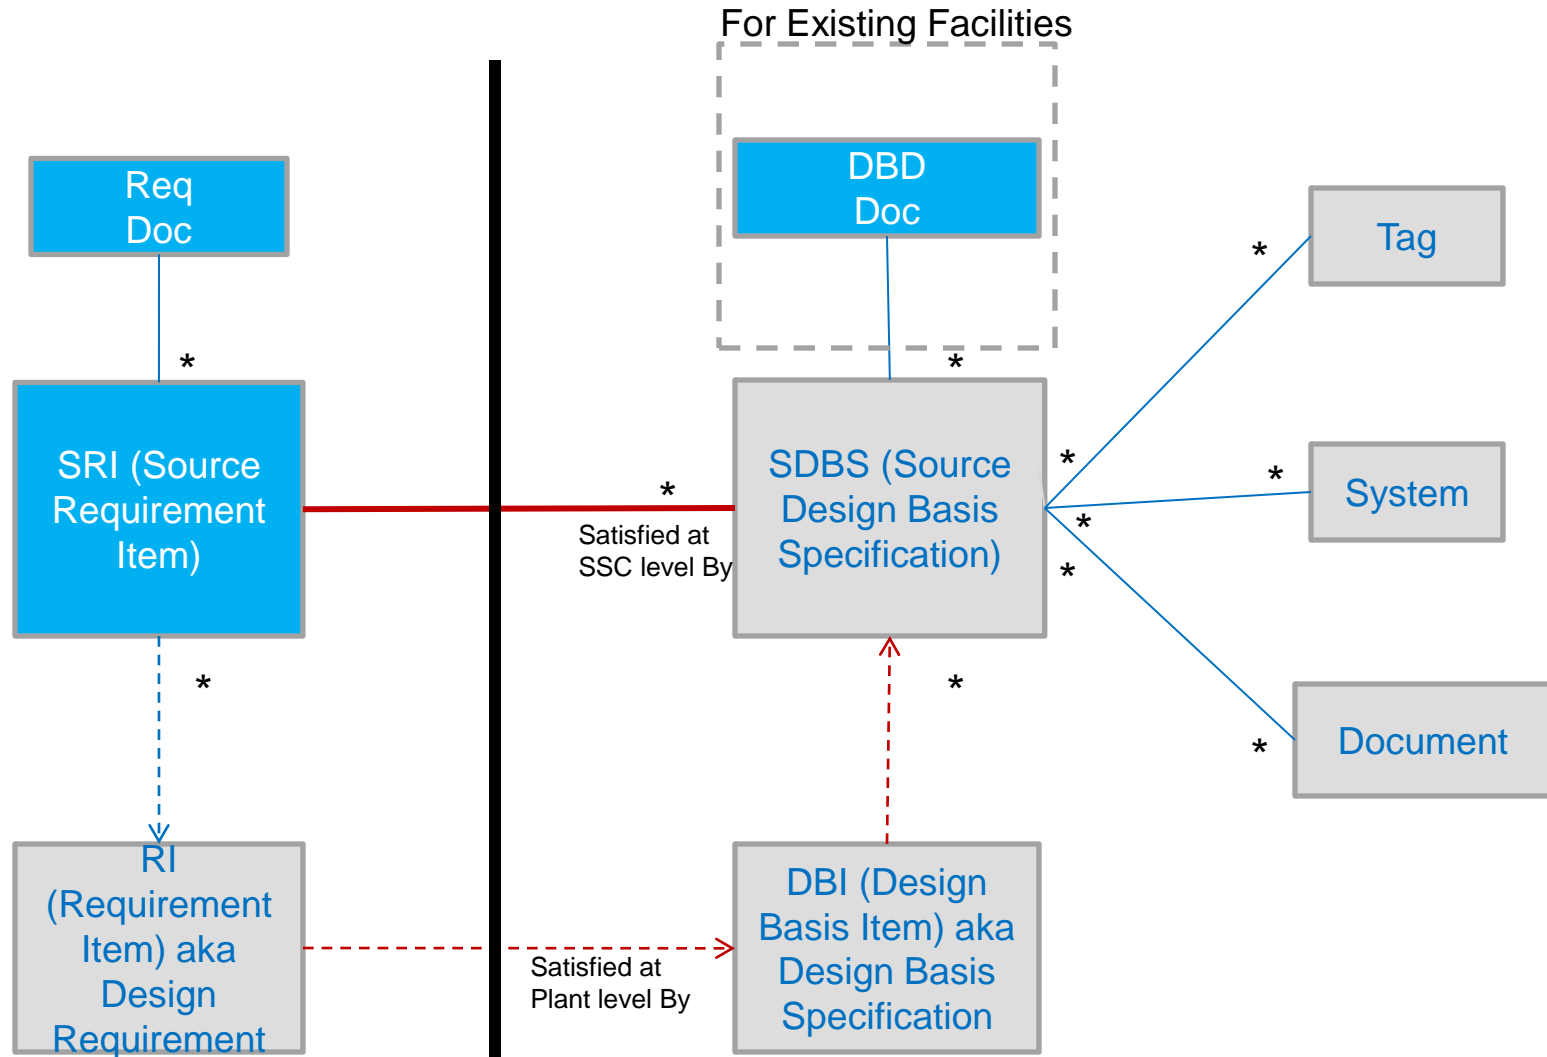 For Existing Facilities
Req
Doc
DBD
Doc
Tag
*
*
*
SRI (Source
Requirement
Item)
*
Satisfied at
SSC level By
SDBS (Source
Design Basis
Specification)
*
*
*
*
System
*
*
*
Document
*
RI
(Requirement
Item) aka
Design
Requirement
Satisfied at
Plant level By
DBI (Design
Basis Item) aka
Design Basis
Specification